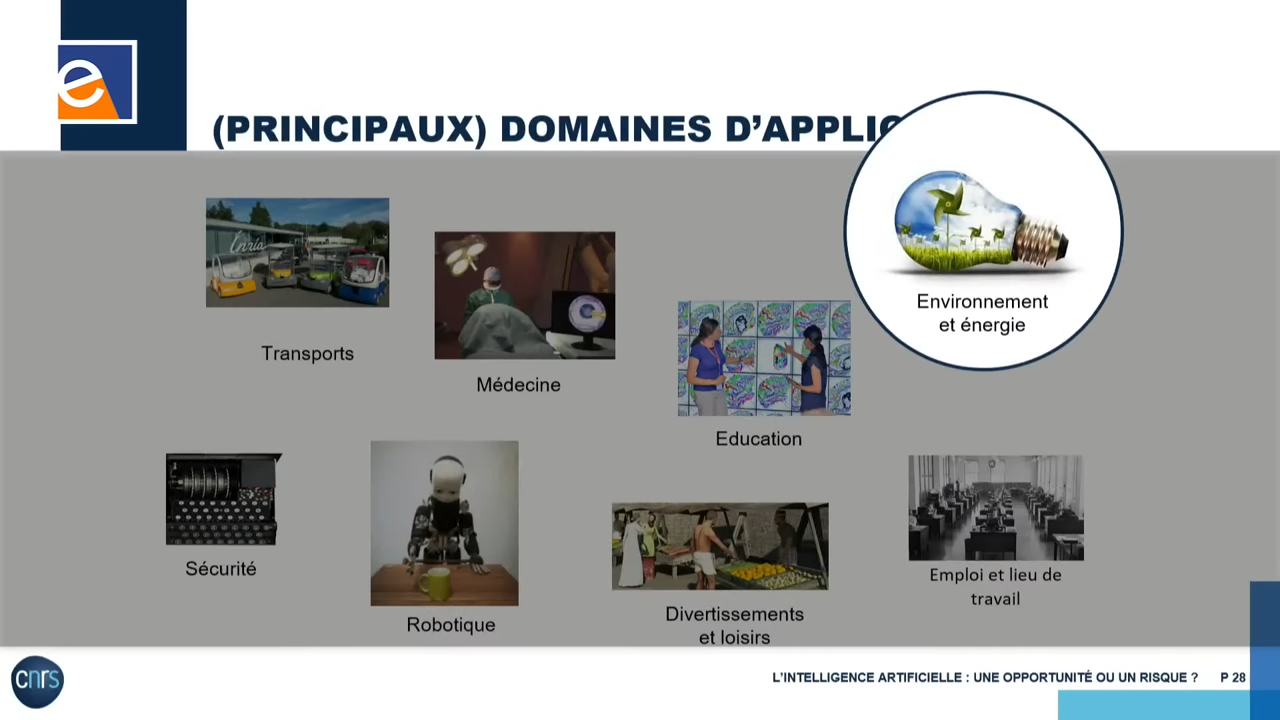 (PRINCIPAUX) DOMAINES D’APPLIC
Inria
Transports
Médecine
Education
Environnement
et énergie
Sécurité
Robotique
Divertissements
et loisirs
Emploi et lieu de
travail
cnrs
L’INTELLIGENCE ARTIFICIELLE : UNE OPPORTUNITÉ OU UN RISQUE ?
P 28